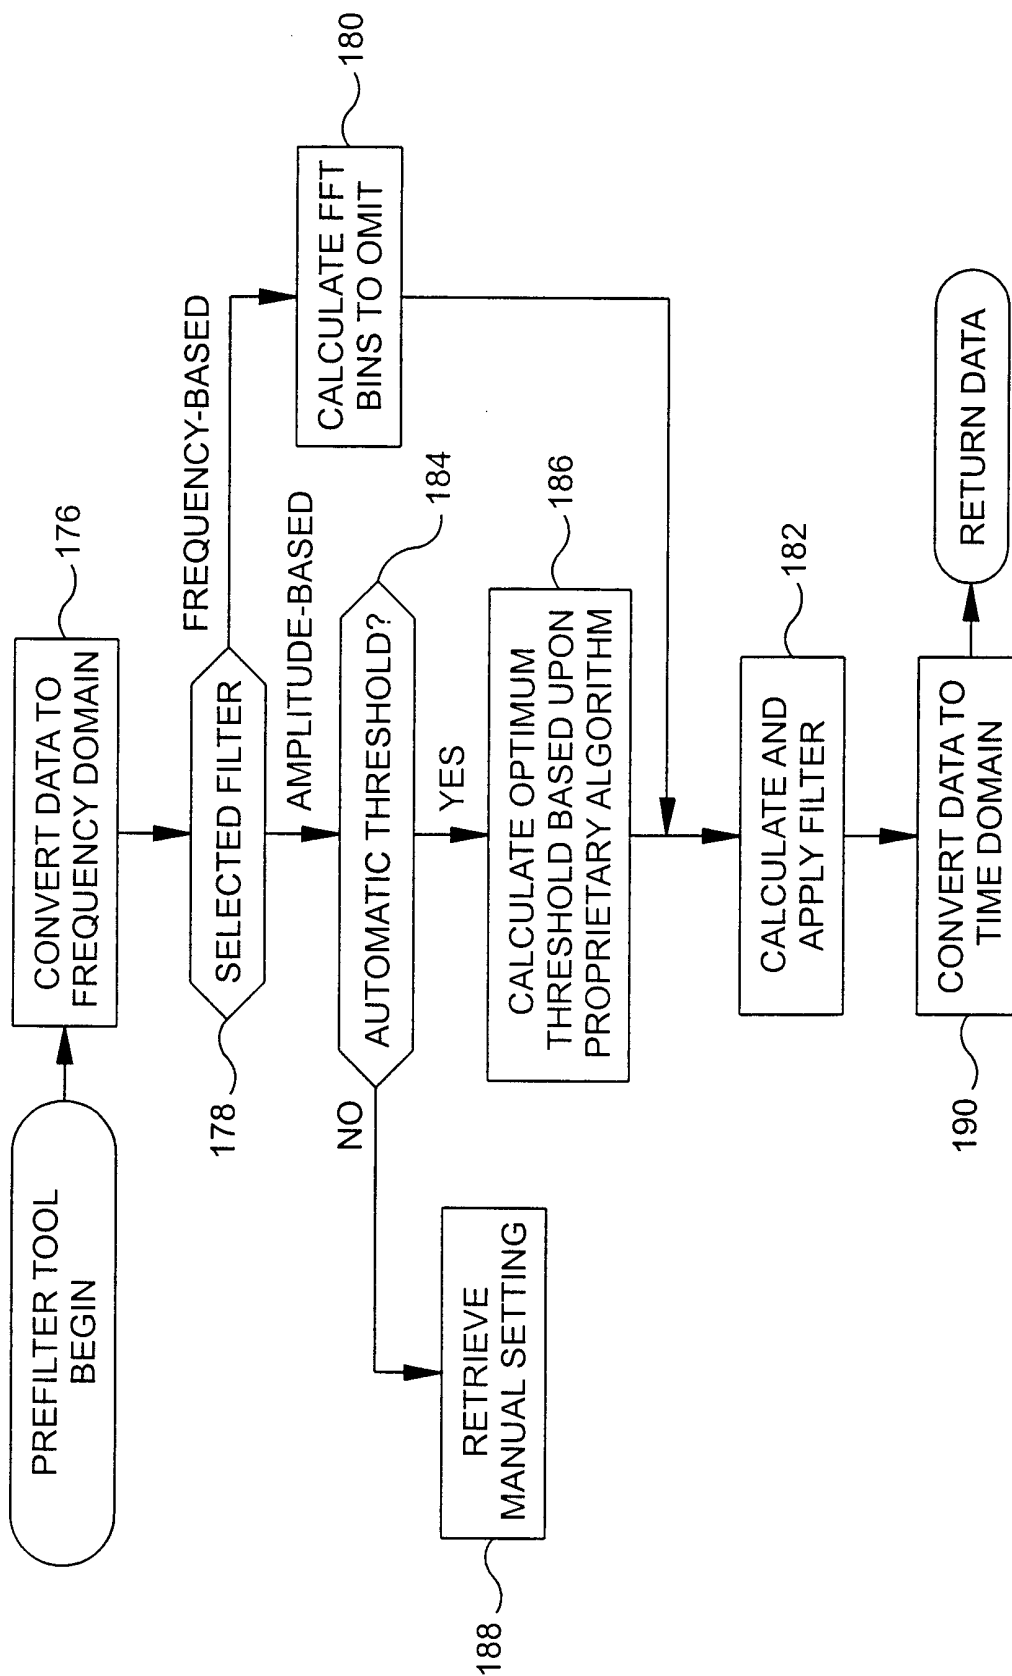 PREFILTER TOOL
BEGIN
CONVERT DATA TO
FREQUENCY DOMAIN
176
SELECTED FILTER
178
FREQUENCY-BASED
AMPLITUDE-BASED
CALCULATE FFT
BINS TO OMIT
180
AUTOMATIC THRESHOLD?
184
NO
YES
RETRIEVE
MANUAL SETTING
188
CALCULATE OPTIMUM
THRESHOLD BASED UPON
PROPRIETARY ALGORITHM
186
CALCULATE AND
APPLY FILTER
182
CONVERT DATA TO
TIME DOMAIN
190
RETURN DATA